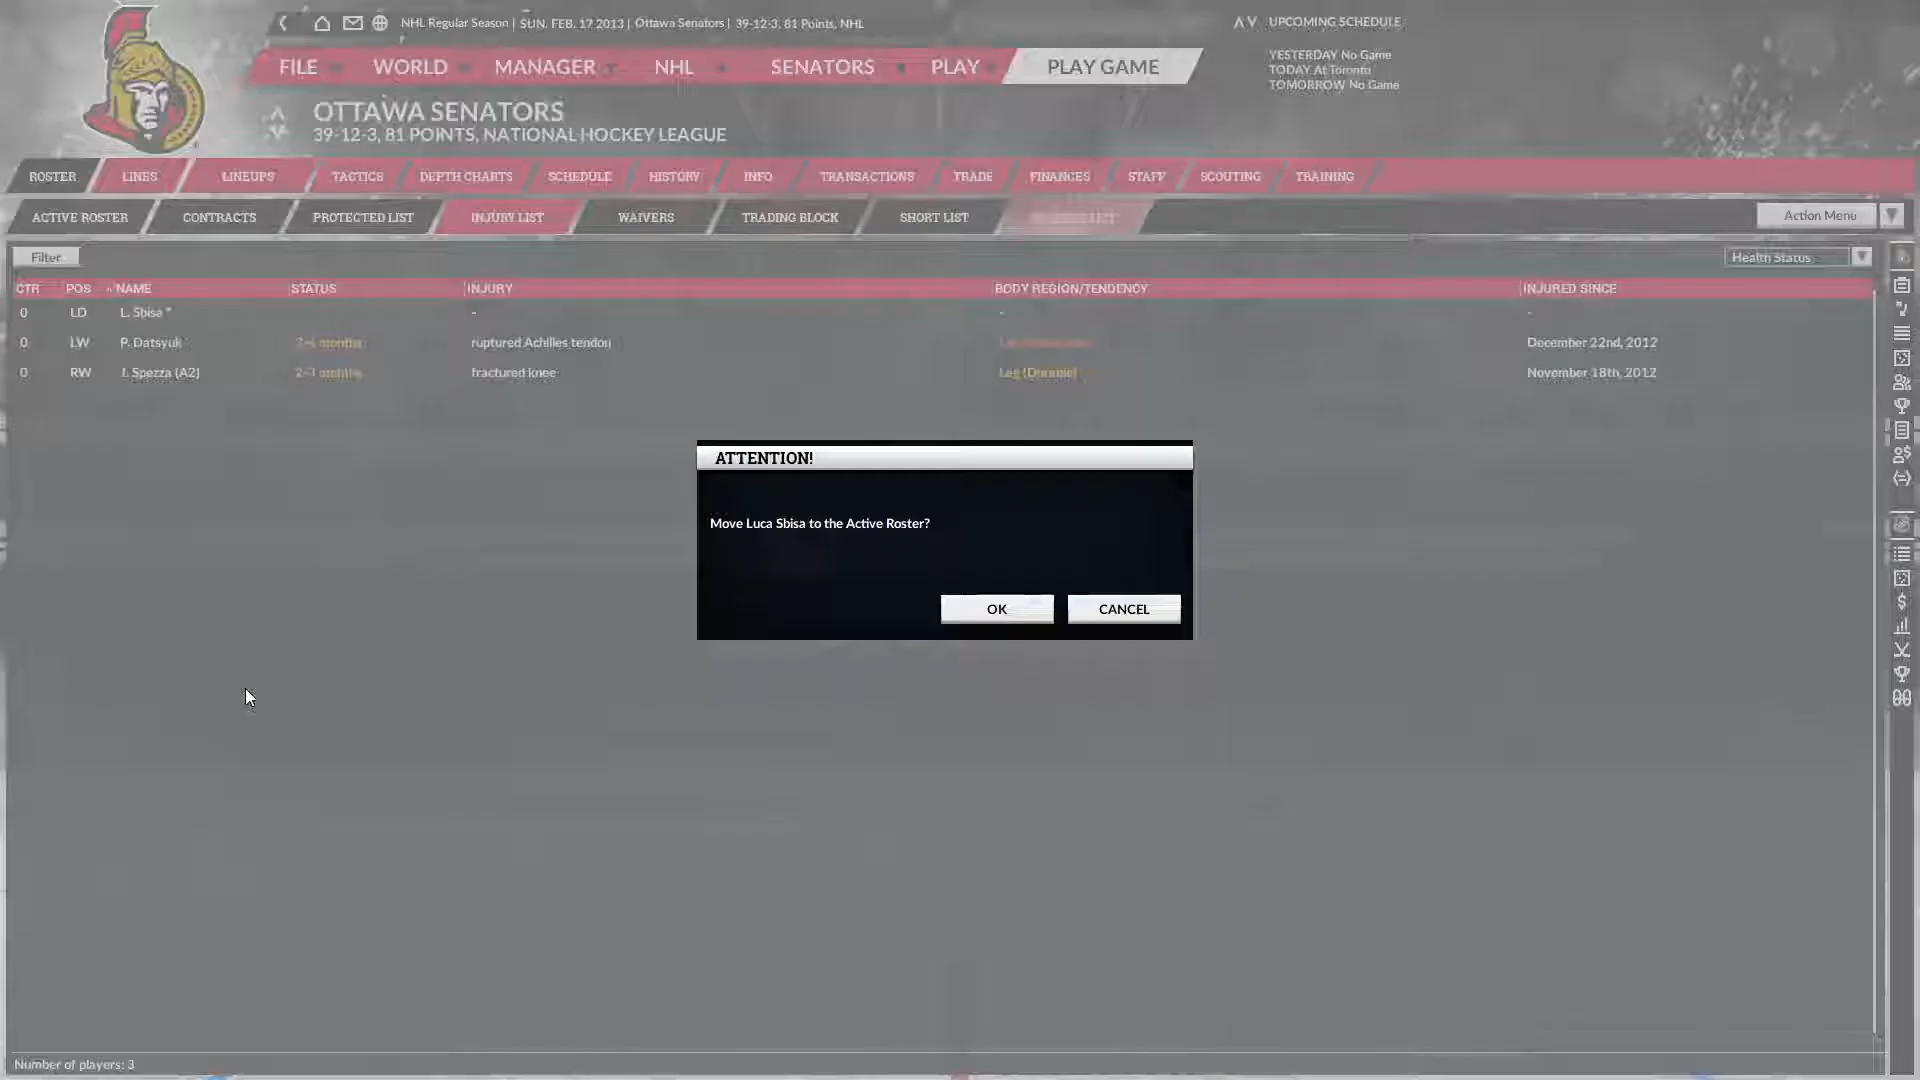 NHL Regular Season | SUN. FEB. 17 2013 | Ottawa Senators | 39-12-3, 81 Points, NHL
UPCOMING SCHEDULE
YESTERDAY No Game
TODAY At Toronto
TOMORROW No Game
FILE WORLD MANAGER NHL SENATORS PLAY PLAY GAME
OTTAWA SENATORS
39-12-3, 81 POINTS, NATIONAL HOCKEY LEAGUE
ROSTER LINES LINEUPS TACTICS DEPTH CHARTS SCHEDULE HISTORY INFO TRANSACTIONS TRADE FINANCES STAFF SCOUTING TRAINING
ACTIVE ROSTER CONTRACTS PROTECTED LIST INJURY LIST WAIVERS TRADING BLOCK SHORT LIST
Action Menu
Filter
Health Status
CTR POS NAME STATUS INJURY BODY REGION/TENDENCY INJURED SINCE
0 LD L. Sbisa * - - -
0 LW P. Datsyuk months ruptured Achilles tendon December 22nd, 2012
0 RW J. Spezza (A2) 2-3 months fractured knee Leg (Durable) November 18th, 2012
ATTENTION!
Move Luca Sbisa to the Active Roster?
OK CANCEL
Number of players: 3